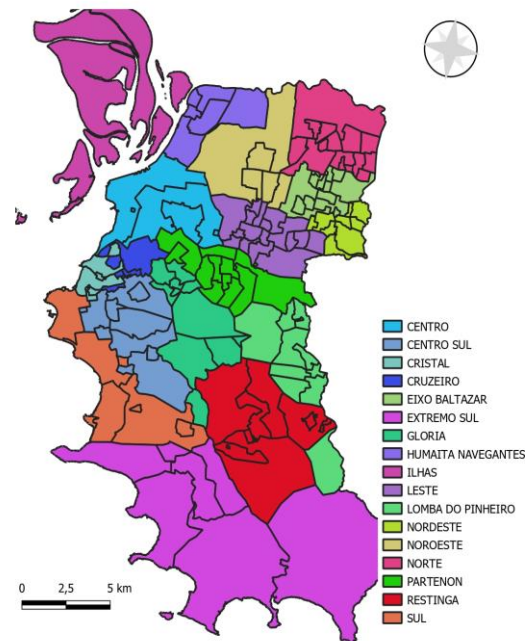 CENTRO
CENTRO SUL
CRISTAL
CRUZEIRO
EIXO BALTAZAR
EXTREMO SUL
GLORIA
HUMAITA NAVEGANTES
ILHAS
LESTE
LOMBA DO PINHEIRO
NORDESTE
NOROESTE
NORTE
PARTENON
RESTINGA
SUL
0 2,5 5 km